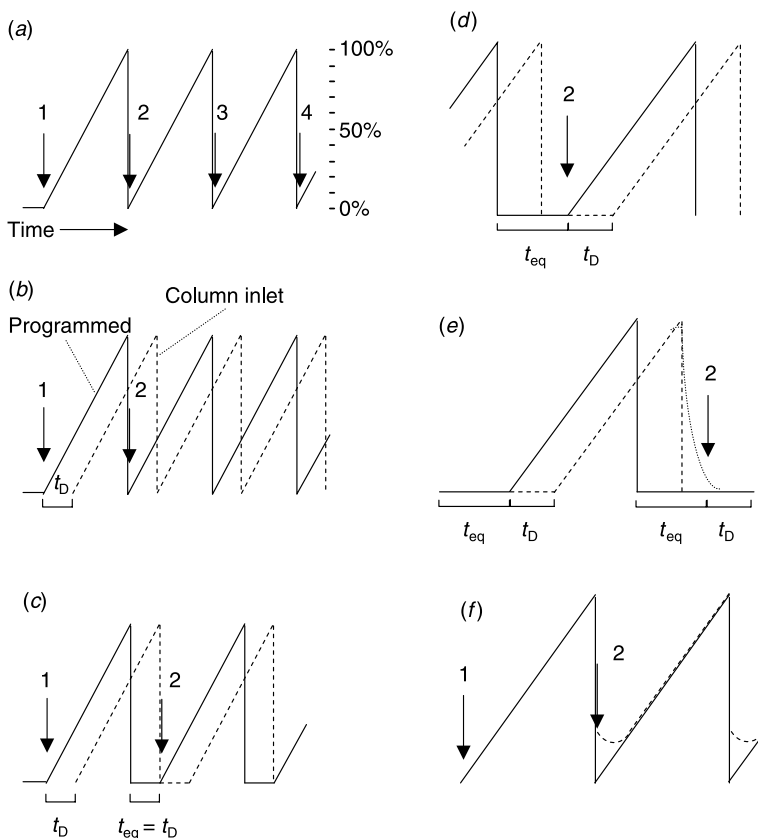 (a)
100%
1
2
3
4
50%
0%
Time
(b)
Column inlet
Programmed
1
2
tD
(c)
1
2
tD
teq = tD
(d)
2
teq
tD
(e)
2
teq
tD
teq
tD
(f)
1
2